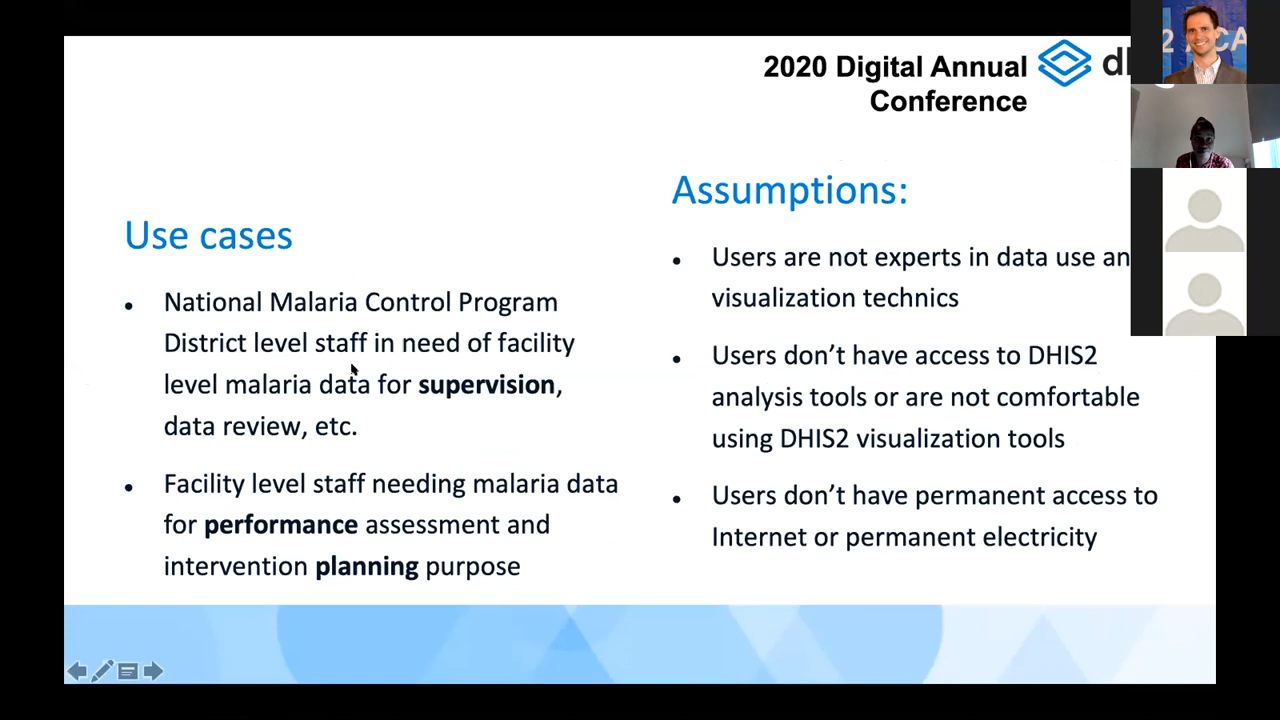 2020 Digital Annual
Conference
Use cases
• National Malaria Control Program
District level staff in need of facility
level malaria data for supervision,
data review, etc.
• Facility level staff needing malaria data
for performance assessment and
intervention planning purpose
Assumptions:
• Users are not experts in data use an
visualization technics
• Users don’t have access to DHIS2
analysis tools or are not comfortable
using DHIS2 visualization tools
• Users don’t have permanent access to
Internet or permanent electricity